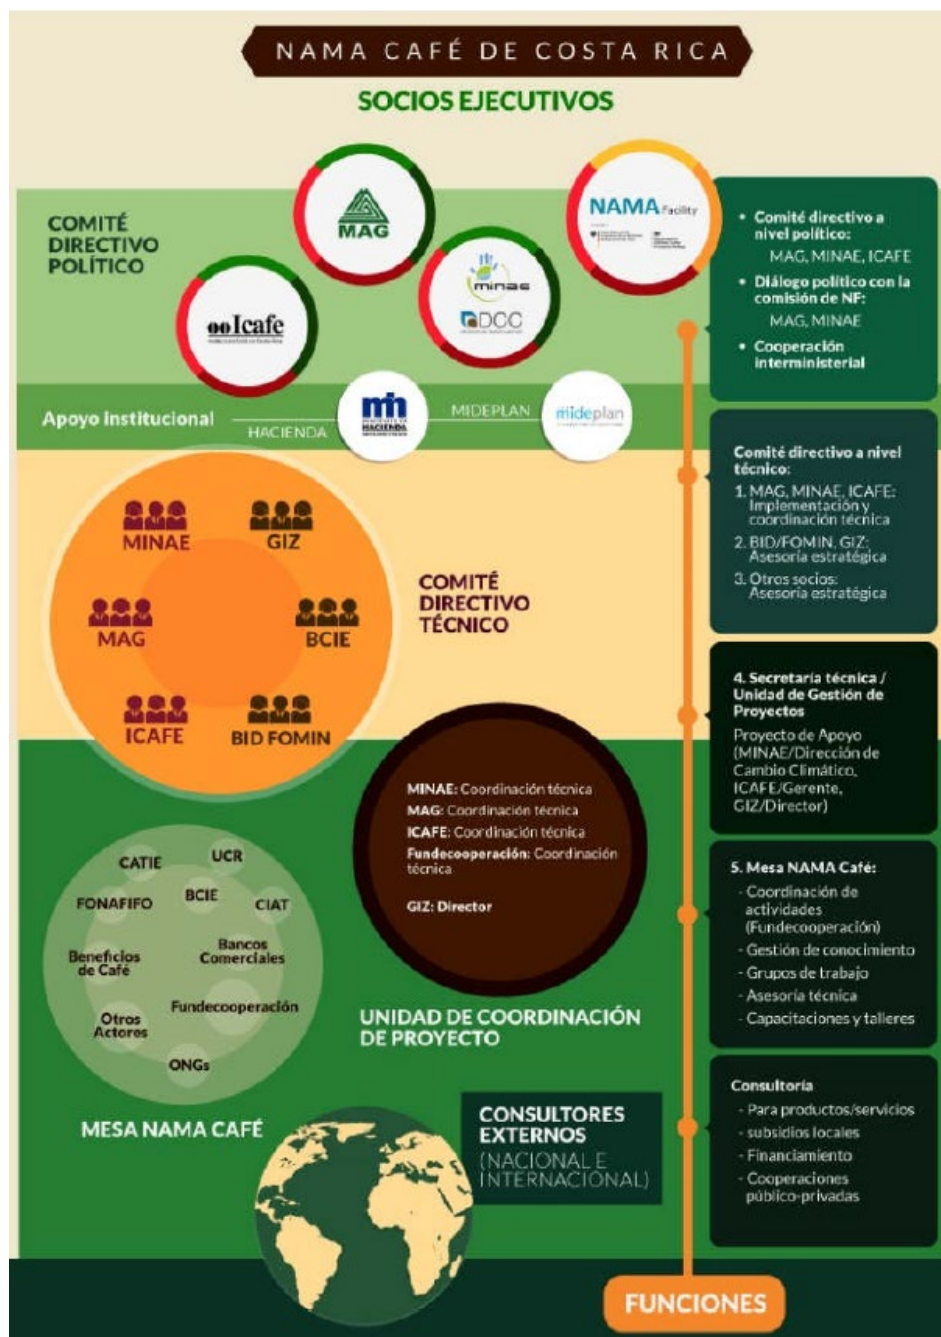 NAMA CAFÉ DE COSTA RICA
SOCIOS EJECUTIVOS
COMITÉ
DIRECTIVO
POLÍTICO
MAG
NAMA Facility
minae
DCC
Icafe
• Comité directivo a
nivel político:
MAG, MINAE, ICAFE
• Diálogo político con la
comisión de NF:
MAG, MINAE
• Cooperación
interministerial
Apoyo institucional
HACIENDA
mh
HACIENDA
MIDEPLAN
mideplan
Comité directivo a nivel
técnico:
1. MAG, MINAE, ICAFE:
Implementación y
coordinación técnica
2. BID/FOMIN, GIZ:
Asesoría estratégica
3. Otros socios:
Asesoría estratégica
MINAE
GIZ
MAG
BCIE
ICAFE
BID FOMIN
COMITÉ
DIRECTIVO
TÉCNICO
4. Secretaría técnica /
Unidad de Gestión de
Proyectos
Proyecto de Apoyo
(MINAE/Dirección de
Cambio Climático,
ICAFE/Gerente,
GIZ/Director)
MINAE: Coordinación técnica
MAG: Coordinación técnica
ICAFE: Coordinación técnica
Fundecooperación: Coordinación
técnica
GIZ: Director
UNIDAD DE COORDINACIÓN
DE PROYECTO
CATIE
UCR
FONAFIFO
BCIE
CIAT
Beneficios
de Café
Bancos
Comerciales
Fundecooperación
Otros
Actores
ONGs
MESA NAMA CAFÉ
5. Mesa NAMA Café:
- Coordinación de
actividades
(Fundecooperación)
- Gestión de conocimiento
- Grupos de trabajo
- Asesoría técnica
- Capacitaciones y talleres
CONSULTORES
EXTERNOS
(NACIONAL E
INTERNACIONAL)
Consultoría
- Para productos/servicios
- subsidios locales
- Financiamiento
- Cooperaciones
público-privadas
FUNCIONES